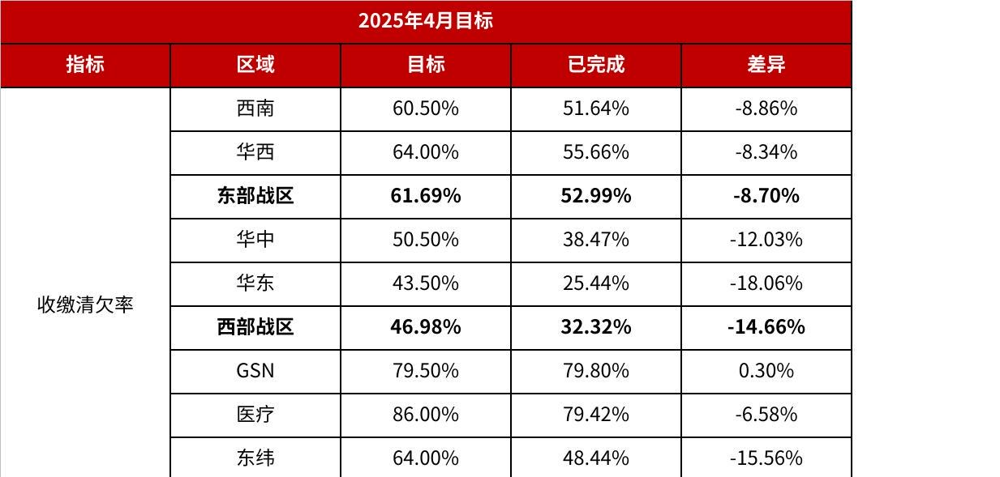 2025年4月目标
指标 区域 目标 已完成 差异
西南 60.50% 51.64% -8.86%
华西 64.00% 55.66% -8.34%
东部战区 61.69% 52.99% -8.70%
华中 50.50% 38.47% -12.03%
华东 43.50% 25.44% -18.06%
收缴清欠率
西部战区 46.98% 32.32% -14.66%
GSN 79.50% 79.80% 0.30%
医疗 86.00% 79.42% -6.58%
东纬 64.00% 48.44% -15.56%